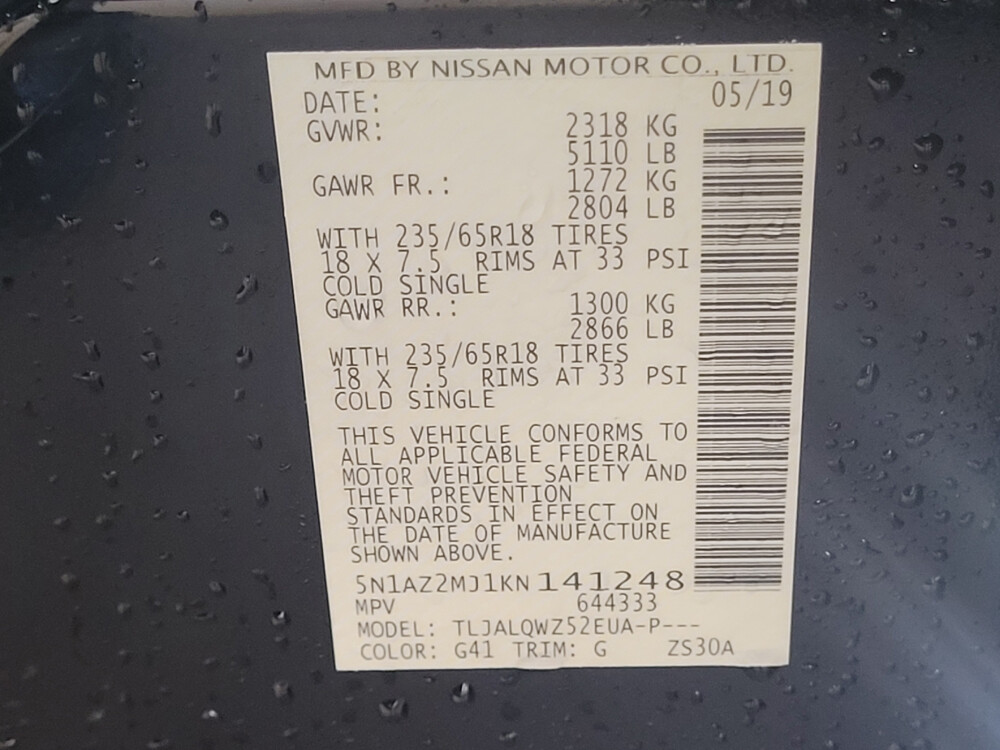 MFD BY NISSAN MOTOR CO., LTD.
DATE: 05/19
GVWR: 2318 KG
5110 LB
GAWR FR.: 1272 KG
2804 LB
WITH 235/65R18 TIRES
18 X 7.5 RIMS AT 33 PSI
COLD SINGLE
GAWR RR.: 1300 KG
2866 LB
WITH 235/65R18 TIRES
18 X 7.5 RIMS AT 33 PSI
COLD SINGLE
THIS VEHICLE CONFORMS TO
ALL APPLICABLE FEDERAL
MOTOR VEHICLE SAFETY AND
THEFT PREVENTION
STANDARDS IN EFFECT ON
THE DATE OF MANUFACTURE
SHOWN ABOVE.
5N1AZ2MJ1KN141248
MPV 644333
MODEL: TLJALQWZ52EUA-P---
COLOR: G41 TRIM: G ZS30A